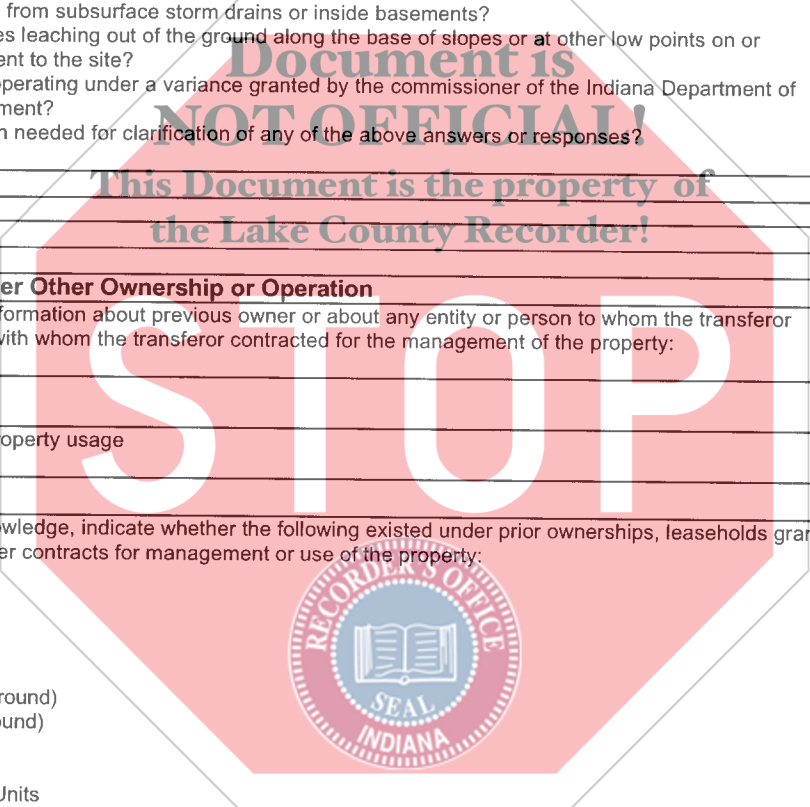 from subsurface storm drains or inside basements?
es leaching out of the ground along the base of slopes or at other low points on or
ent to the site?
Document is
operating under a variance granted by the commissioner of the Indiana Department of
ment?
NOT OFFICIAL!
n needed for clarification of any of the above answers or responses?
This Document is the property of
the Lake County Recorder!
er Other Ownership or Operation
formation about previous owner or about any entity or person to whom the transferor
with whom the transferor contracted for the management of the property:
STOP
operty usage
owledge, indicate whether the following existed under prior ownerships, leaseholds gran
er contracts for management or use of the property:
RECORDER'S OFFICE
SEAL
INDIANA
round)
ound)
Units